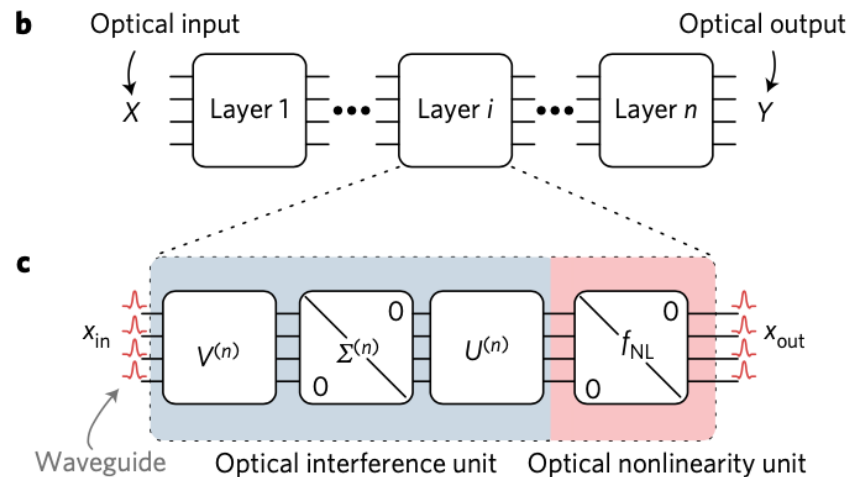 b
Optical input
Optical output
X
Layer 1
•••
Layer i
•••
Layer n
Y
c
x_in
V^(n)
0
Σ^(n)
0
U^(n)
0
f_NL
0
x_out
Waveguide
Optical interference unit
Optical nonlinearity unit